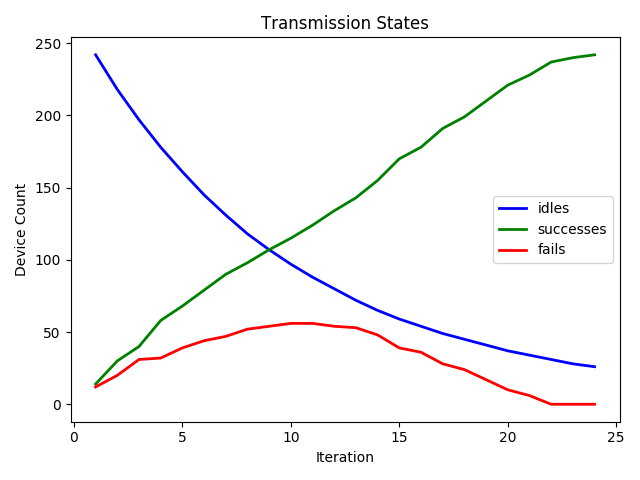 Transmission States
250
200
150
100
50
0
Device Count
idles
successes
fails
0 5 10 15 20 25
Iteration